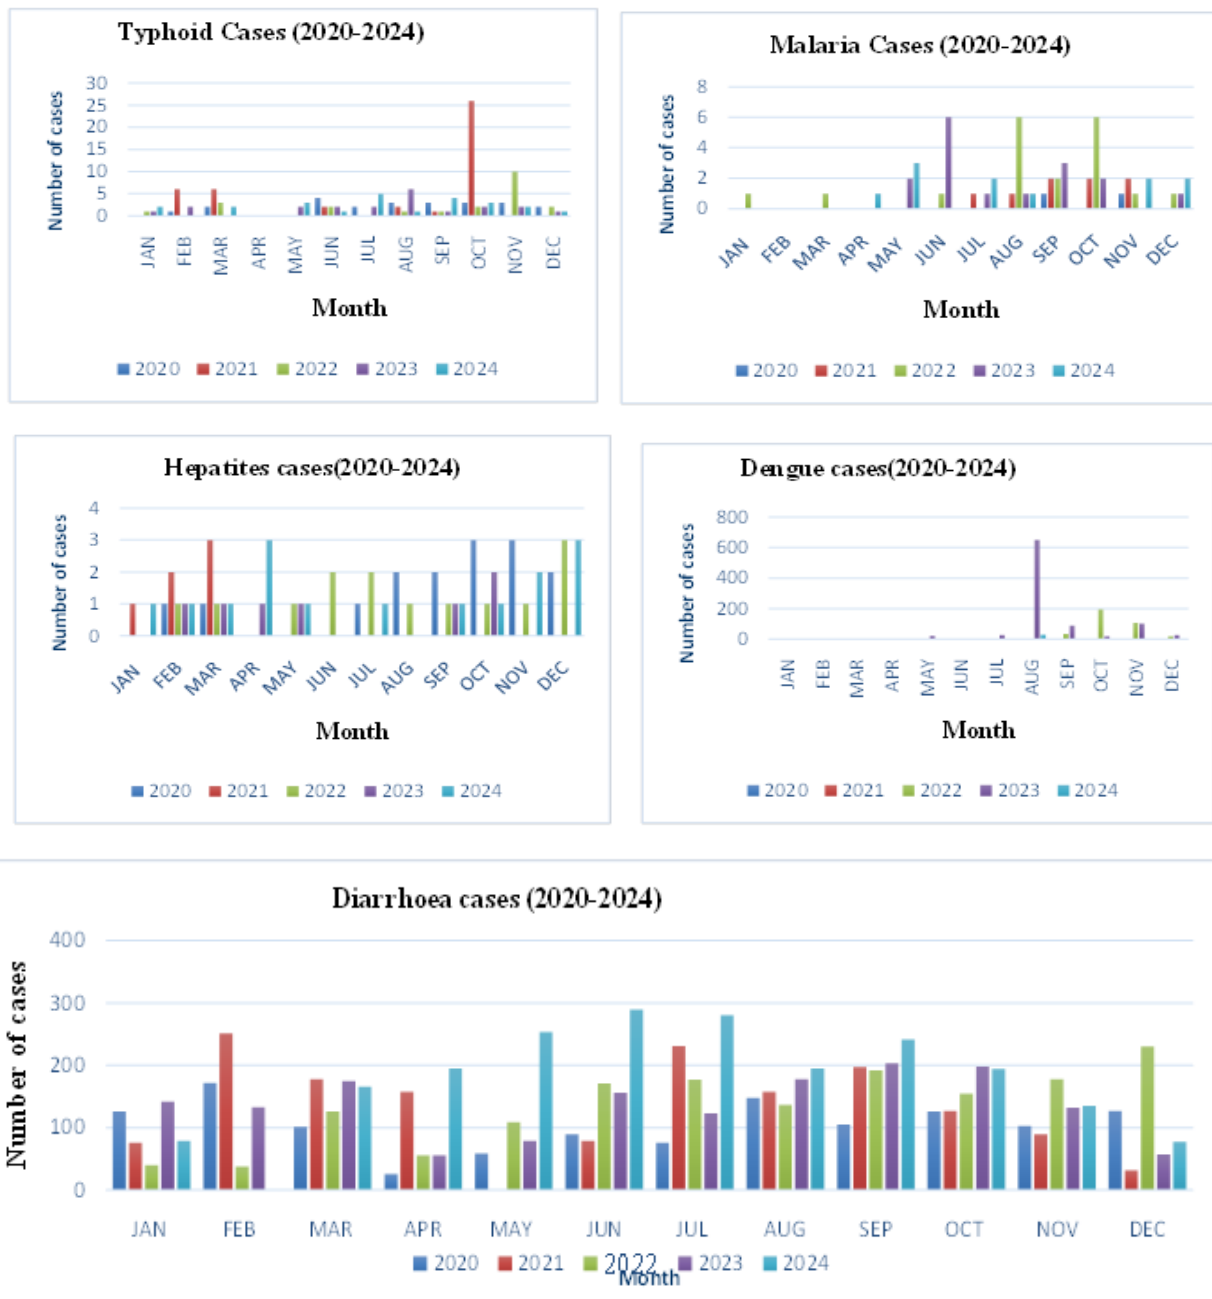 Typhoid Cases (2020-2024)
Number of cases
30
25
20
15
10
5
0
JAN FEB MAR APR MAY JUN JUL AUG SEP OCT NOV DEC
Month
2020 2021 2022 2023 2024
Malaria Cases (2020-2024)
Number of cases
8
6
4
2
0
JAN FEB MAR APR MAY JUN JUL AUG SEP OCT NOV DEC
Month
2020 2021 2022 2023 2024
Hepatites cases(2020-2024)
Number of cases
4
3
2
1
0
JAN FEB MAR APR MAY JUN JUL AUG SEP OCT NOV DEC
Month
2020 2021 2022 2023 2024
Dengue cases(2020-2024)
Number of cases
800
600
400
200
0
JAN FEB MAR APR MAY JUN JUL AUG SEP OCT NOV DEC
Month
2020 2021 2022 2023 2024
Diarrhoea cases (2020-2024)
Number of cases
400
300
200
100
0
JAN FEB MAR APR MAY JUN JUL AUG SEP OCT NOV DEC
2020 2021 2022 2023 2024
Month